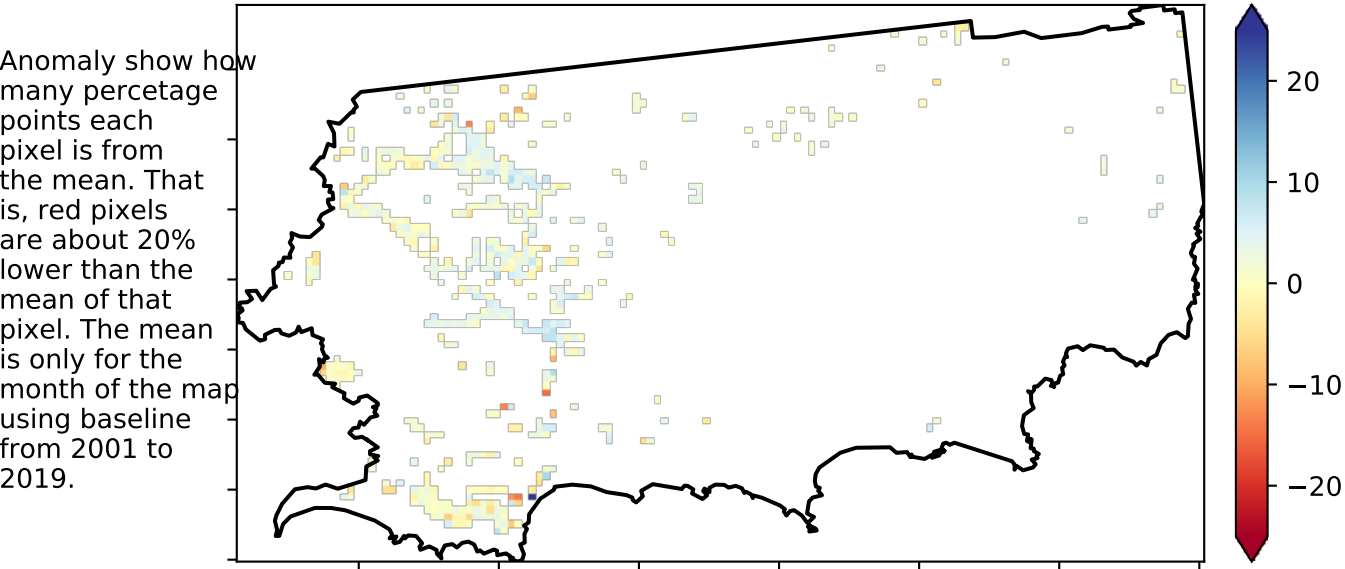 Anomaly show how
many percetage
points each
pixel is from
the mean. That
is, red pixels
are about 20%
lower than the
mean of that
pixel. The mean
is only for the
month of the map
using baseline
from 2001 to
2019.
20
10
0
−10
−20